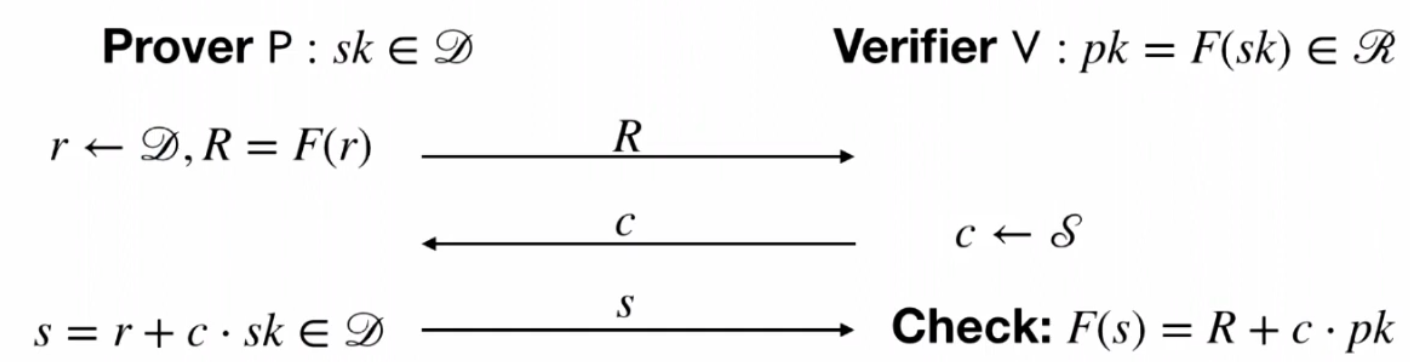 Prover P : sk ∈ 𝒟
Verifier V : pk = F(sk) ∈ ℛ
r ← 𝒟, R = F(r)
R
c
c ← 𝒮
s = r + c · sk ∈ 𝒟
s
Check: F(s) = R + c · pk